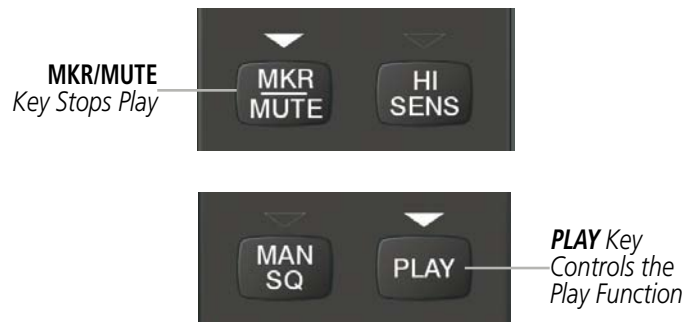 MKR/MUTE
Key Stops Play
MKR
MUTE
HI
SENS
MAN
SQ
PLAY
PLAY Key
Controls the
Play Function